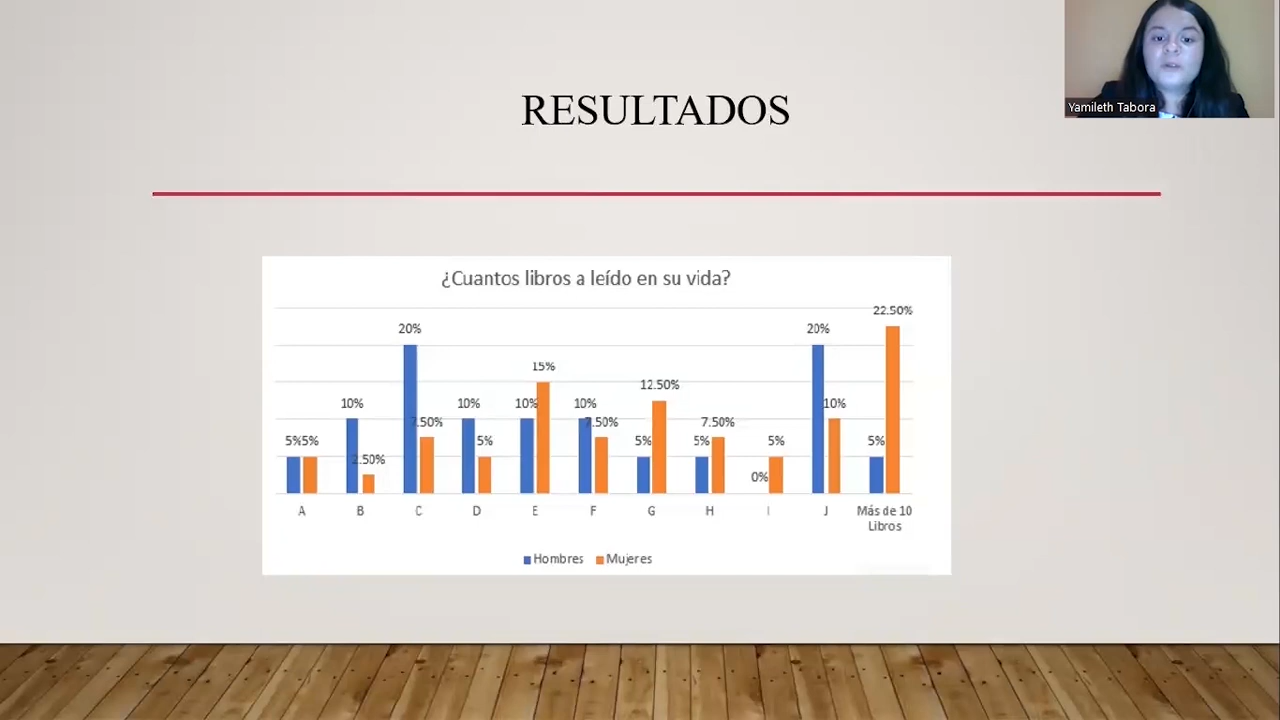 Yamileth Tabora
RESULTADOS
¿Cuantos libros a leído en su vida?
5% 5% 10% 2.50% 20% 7.50% 10% 5% 10% 15% 10% 7.50% 5% 12.50% 5% 7.50% 0% 5% 20% 10% 5% 22.50%
A B C D E F G H I J Más de 10
Libros
Hombres Mujeres